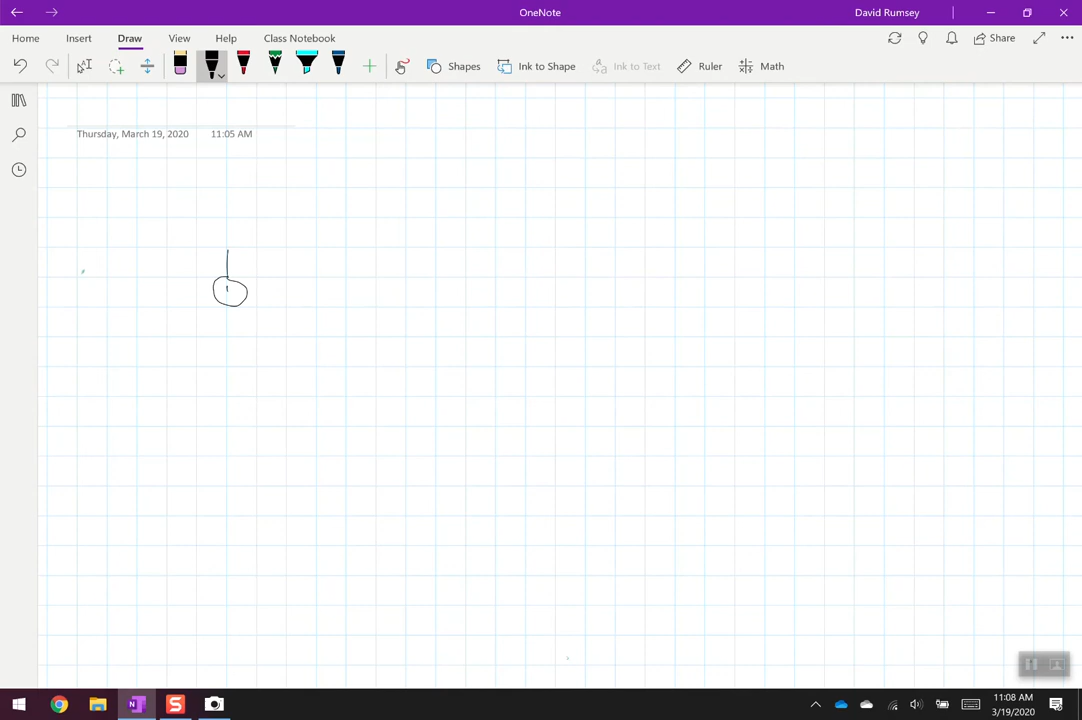 OneNote
David Rumsey
Home
Insert
Draw
View
Help
Class Notebook
Share
Shapes
Ink to Shape
Ink to Text
Ruler
Math
Thursday, March 19, 2020
11:05 AM
11:08 AM
3/19/2020